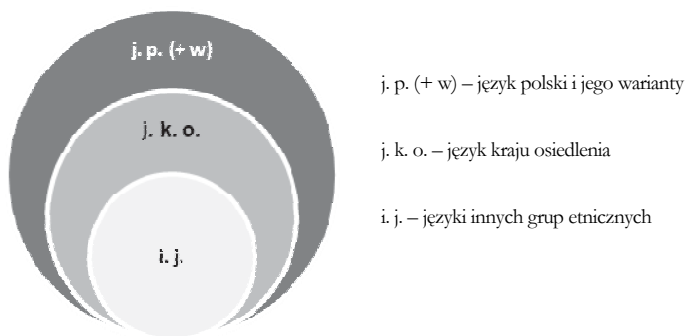 j. p. (+ w)
j. k. o.
i. j.
j. p. (+ w) – język polski i jego warianty
j. k. o. – język kraju osiedlenia
i. j. – języki innych grup etnicznych